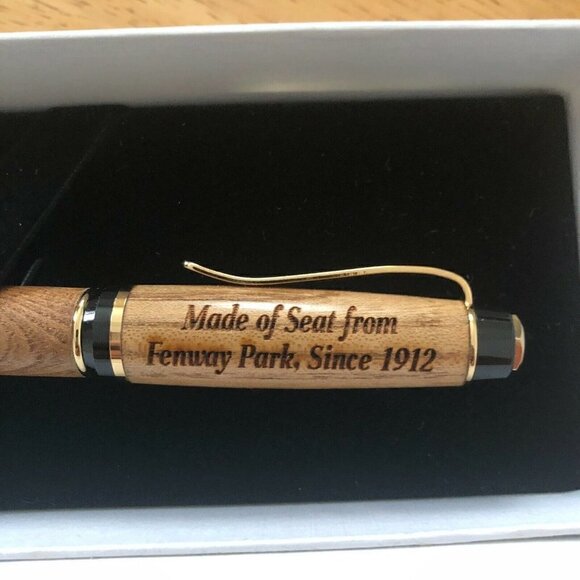 Made of Seat from
Fenway Park, Since 1912